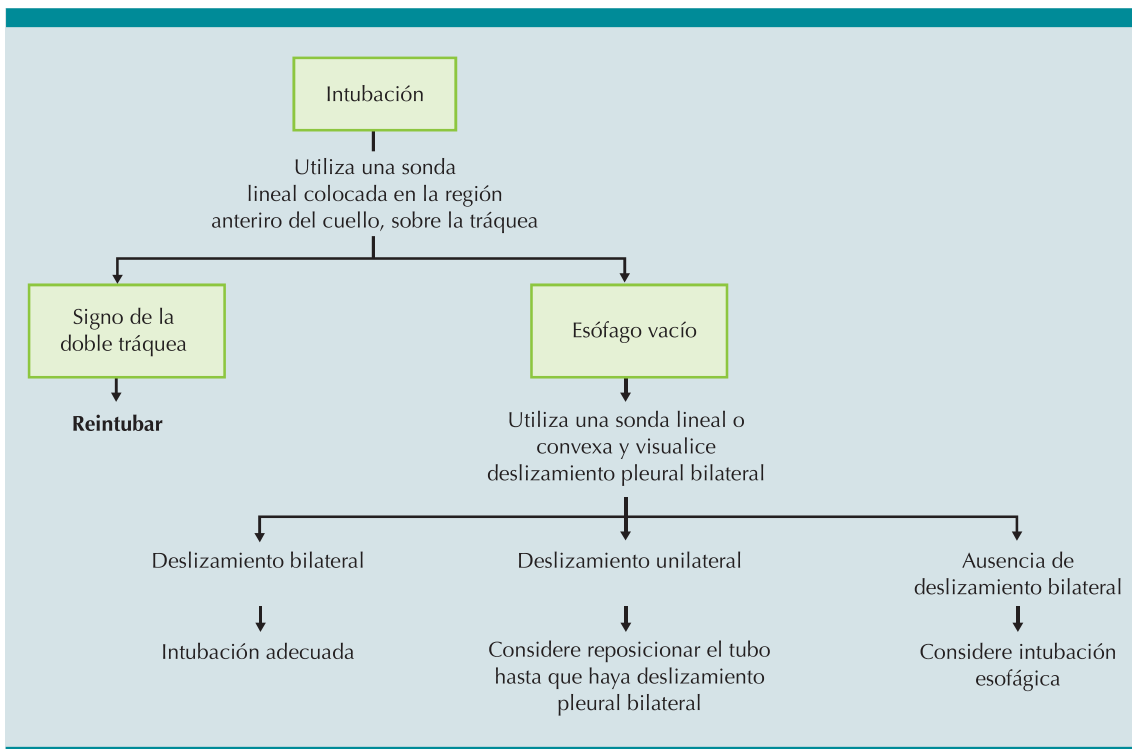 Intubación
Utiliza una sonda
lineal colocada en la región
anteriro del cuello, sobre la tráquea
Signo de la
doble tráquea
Esófago vacío
Reintubar
Utiliza una sonda lineal o
convexa y visualice
deslizamiento pleural bilateral
Deslizamiento bilateral
Deslizamiento unilateral
Ausencia de
deslizamiento bilateral
Intubación adecuada
Considere reposicionar el tubo
hasta que haya deslizamiento
pleural bilateral
Considere intubación
esofágica